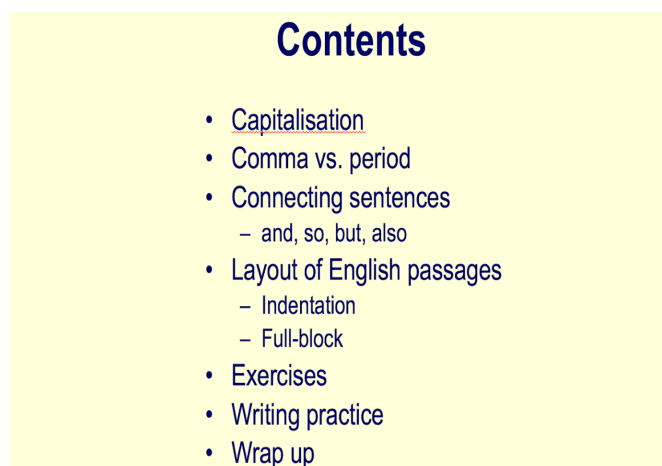 Contents
• Capitalisation
• Comma vs. period
• Connecting sentences
– and, so, but, also
• Layout of English passages
– Indentation
– Full-block
• Exercises
• Writing practice
• Wrap up